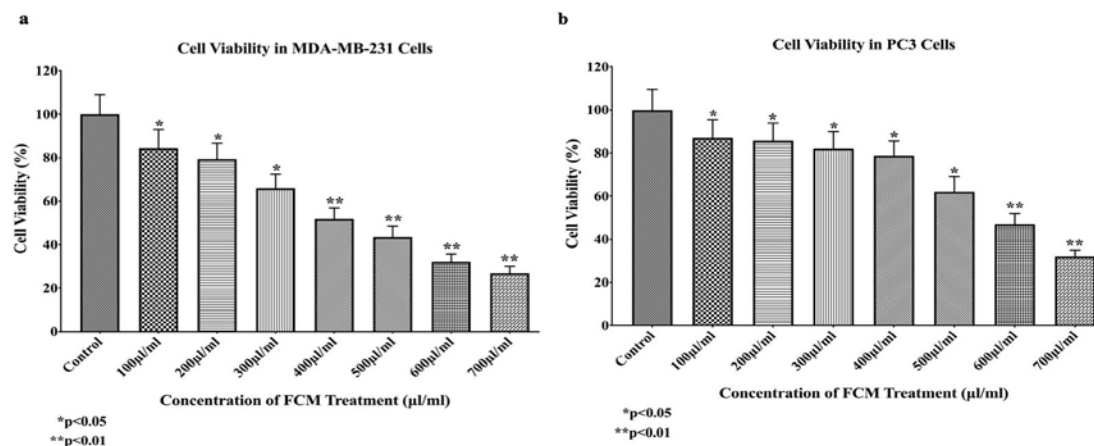 a
Cell Viability in MDA-MB-231 Cells
120
100
80
60
40
20
0
Cell Viability (%)
*
*
*
**
**
**
**
Control
100µl/ml
200µl/ml
300µl/ml
400µl/ml
500µl/ml
600µl/ml
700µl/ml
Concentration of FCM Treatment (µl/ml)
*p<0.05
**p<0.01
b
Cell Viability in PC3 Cells
120
100
80
60
40
20
0
Cell Viability (%)
*
*
*
*
*
**
**
Control
100µl/ml
200µl/ml
300µl/ml
400µl/ml
500µl/ml
600µl/ml
700µl/ml
Concentration of FCM Treatment (µl/ml)
*p<0.05
**p<0.01